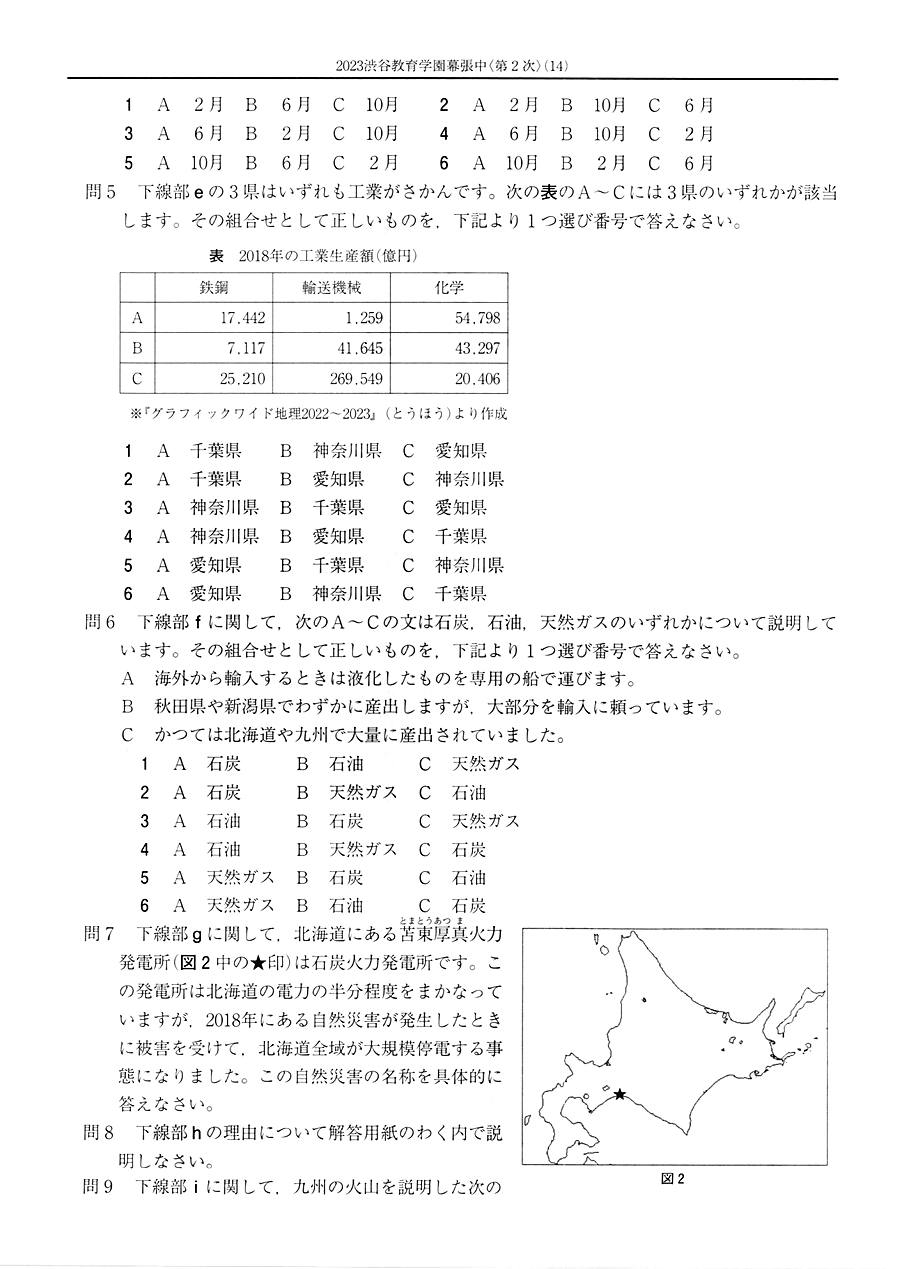 2023渋谷教育学園幕張中〈第2次〉(14)
1 A 2月 B 6月 C 10月 2 A 2月 B 10月 C 6月
3 A 6月 B 2月 C 10月 4 A 6月 B 10月 C 2月
5 A 10月 B 6月 C 2月 6 A 10月 B 2月 C 6月
問5 下線部eの3県はいずれも工業がさかんです。次の表のA～Cには3県のいずれかが該当
します。その組合せとして正しいものを，下記より1つ選び番号で答えなさい。
表 2018年の工業生産額(億円)
鉄鋼 輸送機械 化学
A 17,442 1,259 54,798
B 7,117 41,645 43,297
C 25,210 269,549 20,406
※『グラフィックワイド地理2022～2023』(とうほう)より作成
1 A 千葉県 B 神奈川県 C 愛知県
2 A 千葉県 B 愛知県 C 神奈川県
3 A 神奈川県 B 千葉県 C 愛知県
4 A 神奈川県 B 愛知県 C 千葉県
5 A 愛知県 B 千葉県 C 神奈川県
6 A 愛知県 B 神奈川県 C 千葉県
問6 下線部fに関して，次のA～Cの文は石炭，石油，天然ガスのいずれかについて説明して
います。その組合せとして正しいものを，下記より1つ選び番号で答えなさい。
A 海外から輸入するときは液化したものを専用の船で運びます。
B 秋田県や新潟県でわずかに産出しますが，大部分を輸入に頼っています。
C かつては北海道や九州で大量に産出されていました。
1 A 石炭 B 石油 C 天然ガス
2 A 石炭 B 天然ガス C 石油
3 A 石油 B 石炭 C 天然ガス
4 A 石油 B 天然ガス C 石炭
5 A 天然ガス B 石炭 C 石油
6 A 天然ガス B 石油 C 石炭
とまとうあつま
問7 下線部gに関して，北海道にある苫東厚真火力
発電所(図2中の★印)は石炭火力発電所です。こ
の発電所は北海道の電力の半分程度をまかなって
いますが，2018年にある自然災害が発生したとき
に被害を受けて，北海道全域が大規模停電する事
態になりました。この自然災害の名称を具体的に
答えなさい。
問8 下線部hの理由について解答用紙のわく内で説
明しなさい。
問9 下線部iに関して，九州の火山を説明した次の
図2